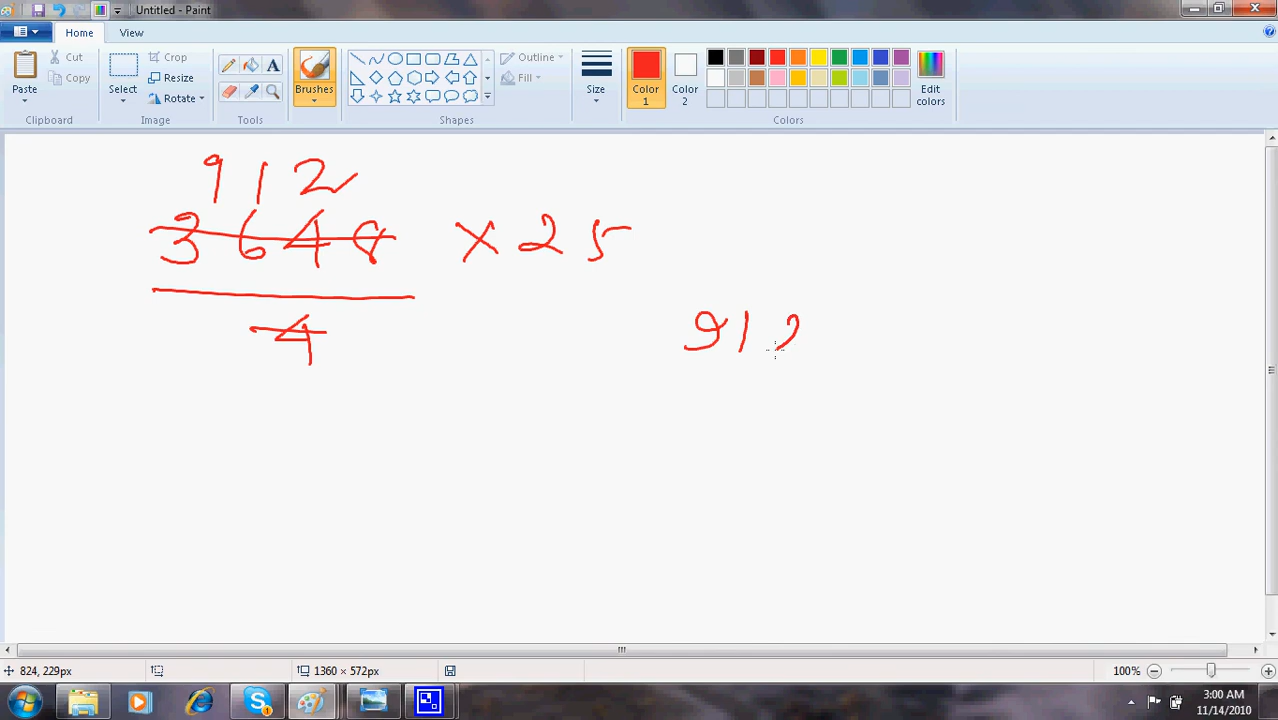 Untitled - Paint
Home View
Paste
Cut
Copy
Clipboard
Select
Crop
Resize
Rotate
Image
A
Tools
Brushes
Outline
Fill
Shapes
Size
Color 1
Color 2
Edit colors
Colors
912
3648 × 25
4
912
824, 229px
1360 × 572px
100%
3:00 AM
11/14/2010